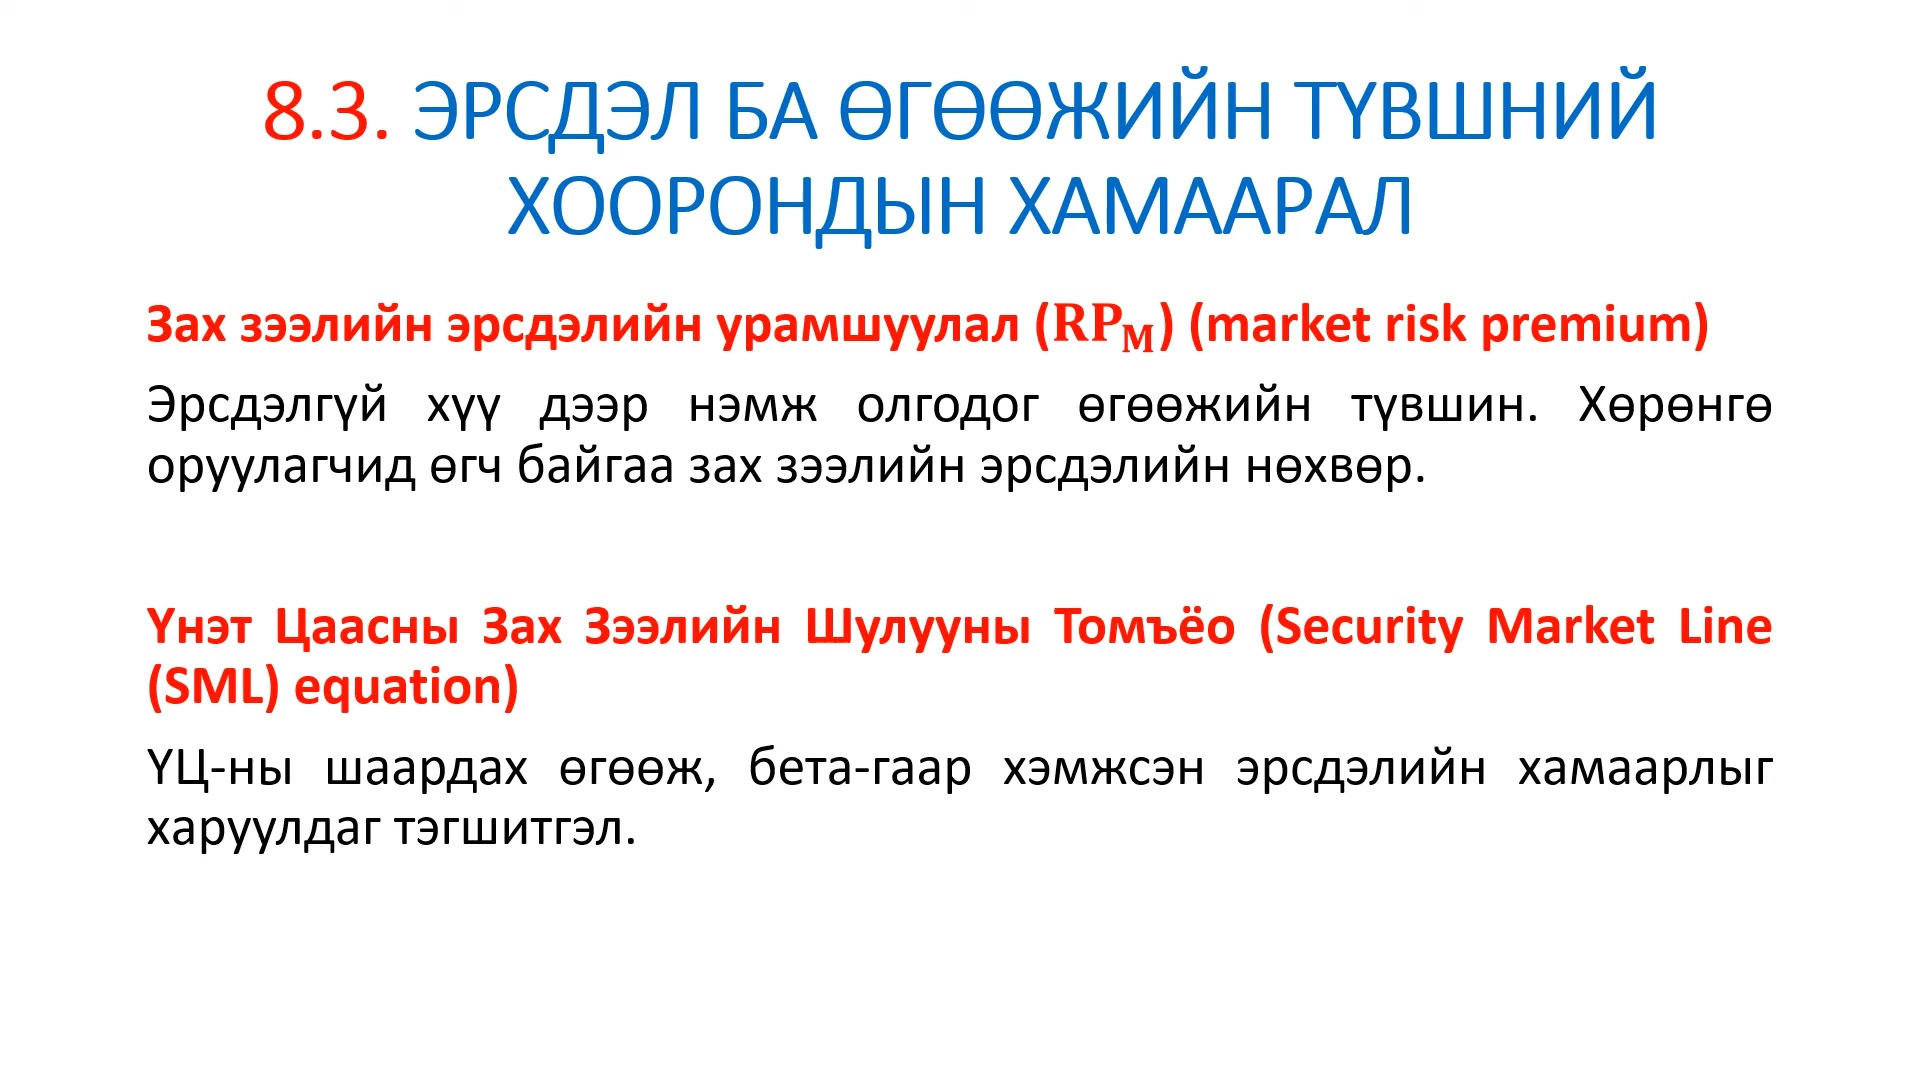 8.3. ЭРСДЭЛ БА ӨГӨӨЖИЙН ТҮВШНИЙ
ХООРОНДЫН ХАМААРАЛ
Зах зээлийн эрсдэлийн урамшуулал (RP_M) (market risk premium)
Эрсдэлгүй хүү дээр нэмж олгодог өгөөжийн түвшин. Хөрөнгө
оруулагчид өгч байгаа зах зээлийн эрсдэлийн нөхвөр.
Үнэт Цаасны Зах Зээлийн Шулууны Томъёо (Security Market Line
(SML) equation)
ҮЦ-ны шаардах өгөөж, бета-гаар хэмжсэн эрсдэлийн хамаарлыг
харуулдаг тэгшитгэл.